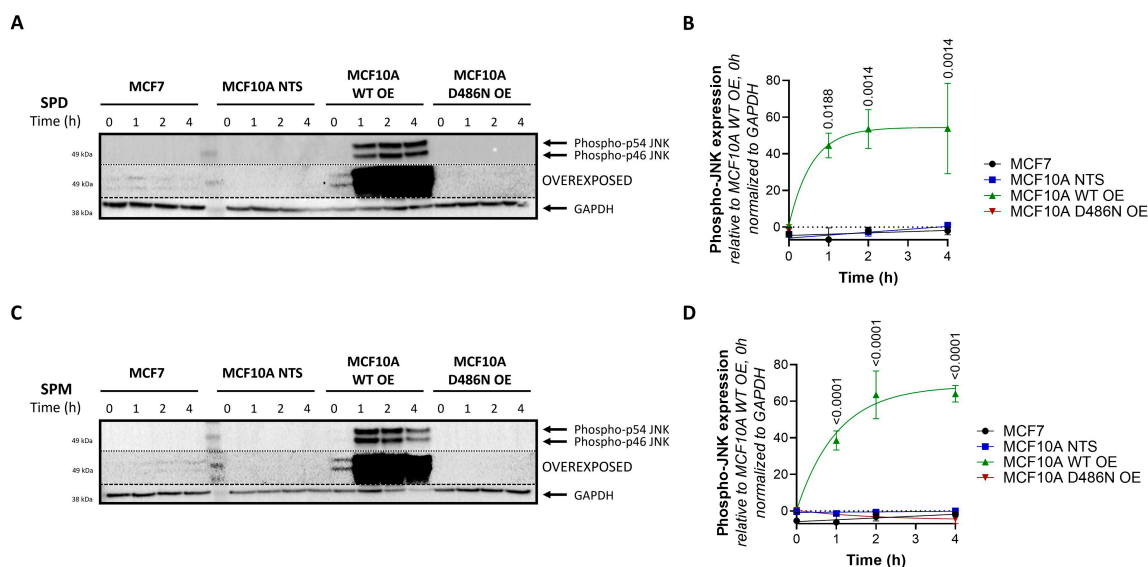 A
MCF7
MCF10A NTS
MCF10A
WT OE
MCF10A
D486N OE
SPD
Time (h)
0 1 2 4 0 1 2 4 0 1 2 4 0 1 2 4
49 kDa
Phospho-p54 JNK
Phospho-p46 JNK
49 kDa
OVEREXPOSED
38 kDa
GAPDH
B
Phospho-JNK expression
relative to MCF10A WT OE, 0h
normalized to GAPDH
80
60
40
20
0
0.0188
0.0014
0.0014
0 1 2 3 4
Time (h)
MCF7
MCF10A NTS
MCF10A WT OE
MCF10A D486N OE
C
MCF7
MCF10A NTS
MCF10A
WT OE
MCF10A
D486N OE
SPM
Time (h)
0 1 2 4 0 1 2 4 0 1 2 4 0 1 2 4
49 kDa
Phospho-p54 JNK
Phospho-p46 JNK
49 kDa
OVEREXPOSED
38 kDa
GAPDH
D
Phospho-JNK expression
relative to MCF10A WT OE, 0h
normalized to GAPDH
80
60
40
20
0
<0.0001
<0.0001
<0.0001
0 1 2 3 4
Time (h)
MCF7
MCF10A NTS
MCF10A WT OE
MCF10A D486N OE